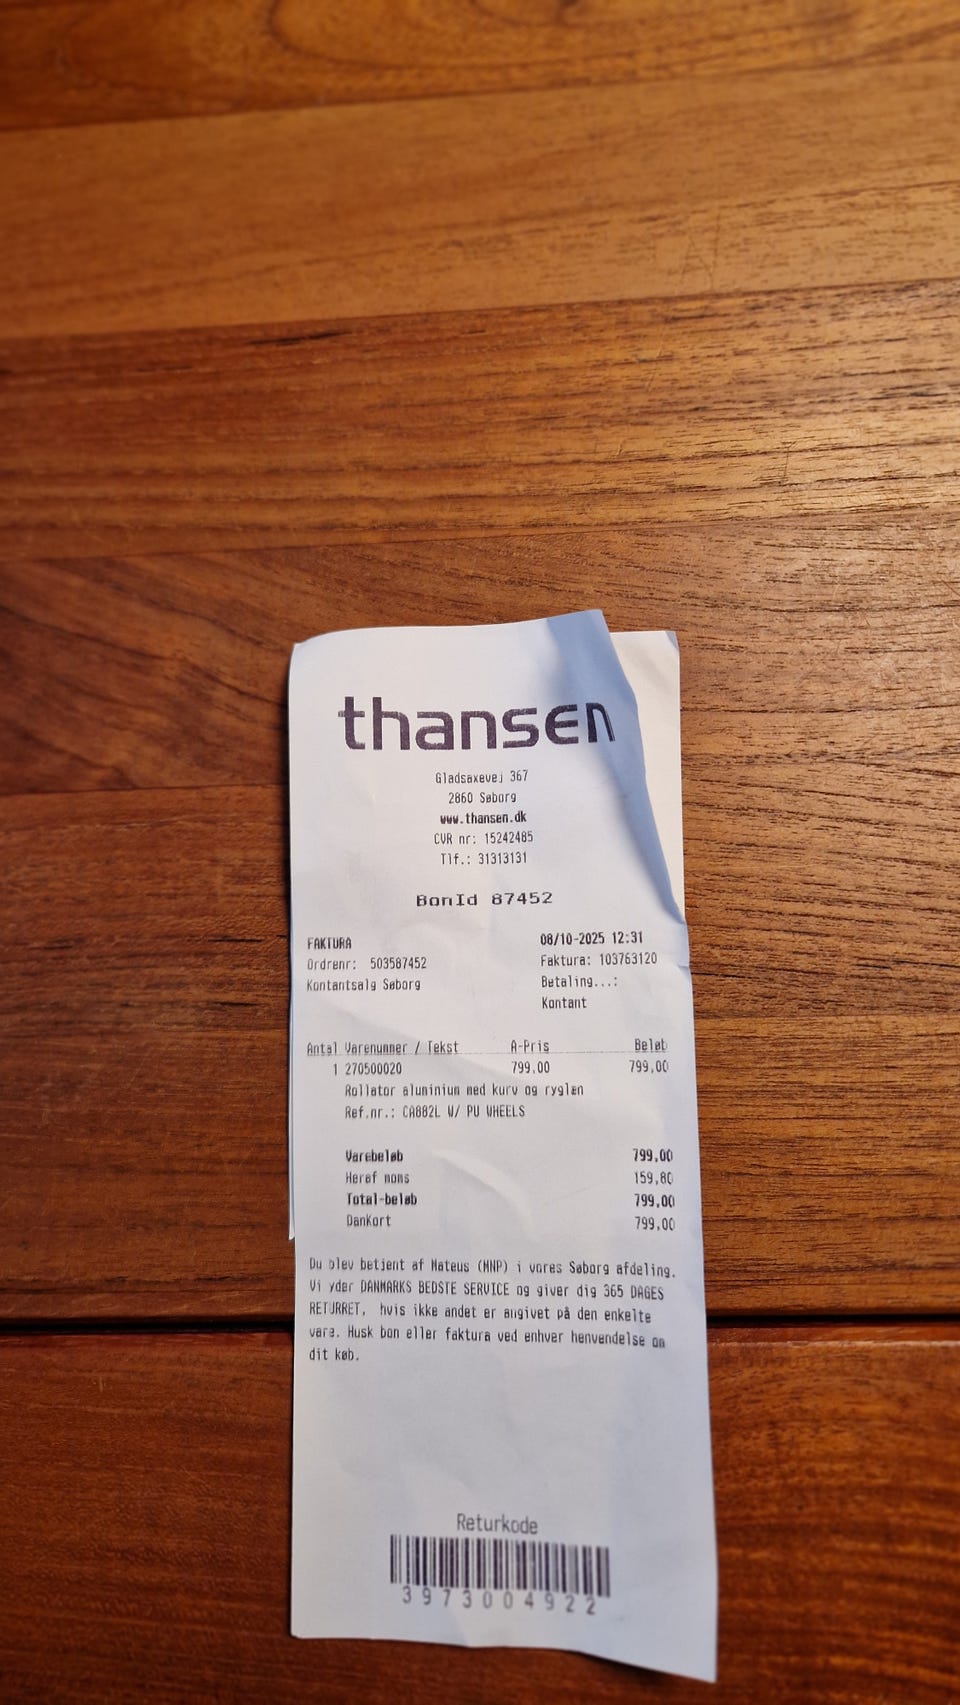 thansen
Gladsaxevej 367
2860 Søborg
www.thansen.dk
CVR nr: 15242485
Tlf.: 31313131
BonId 87452
FAKTURA 08/10-2025 12:31
Ordrenr: 503587452 Faktura: 103763120
Kontantsalg Søborg Betaling...:
Kontant
Antal Varenummer / Tekst A-Pris Beløb
1 270500020 799,00 799,00
Rollator aluminium med kurv og ryglæn
Ref.nr.: CA882L W/ PU WHEELS
Varebeløb 799,00
Heraf moms 159,80
Total-beløb 799,00
DanKort 799,00
Du blev betjent af Mateus (MNP) i vores Søborg afdeling.
Vi yder DANMARKS BEDSTE SERVICE og giver dig 365 DAGES
RETURRET, hvis ikke andet er angivet på den enkelte
vare. Husk bon eller faktura ved enhver henvendelse om
dit køb.
Returkode
3973004922